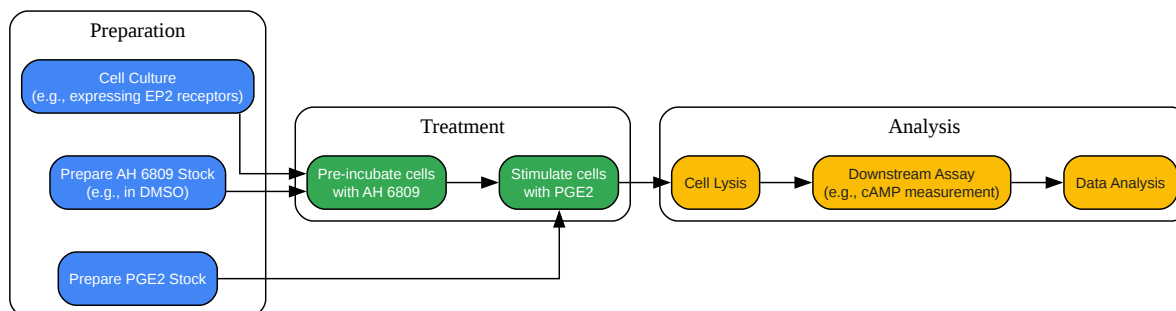 Preparation
Cell Culture
(e.g., expressing EP2 receptors)
Prepare AH 6809 Stock
(e.g., in DMSO)
Prepare PGE2 Stock
Treatment
Pre-incubate cells
with AH 6809
Stimulate cells
with PGE2
Analysis
Cell Lysis
Downstream Assay
(e.g., cAMP measurement)
Data Analysis